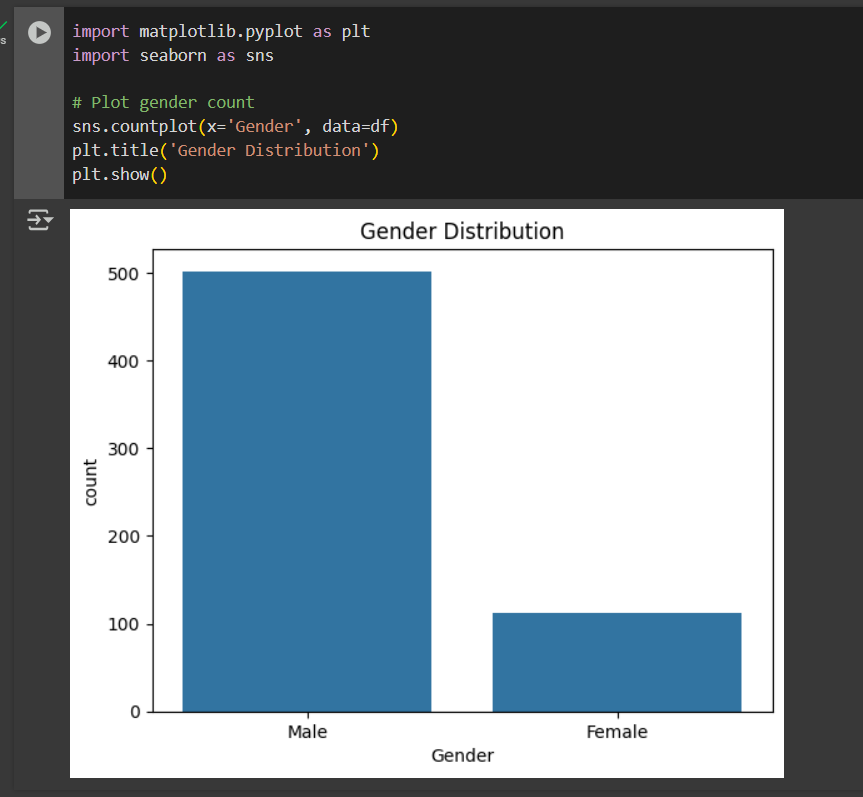 s
import matplotlib.pyplot as plt
import seaborn as sns
# Plot gender count
sns.countplot(x='Gender', data=df)
plt.title('Gender Distribution')
plt.show()
Gender Distribution
500
400
300
200
100
0
count
Male Female
Gender